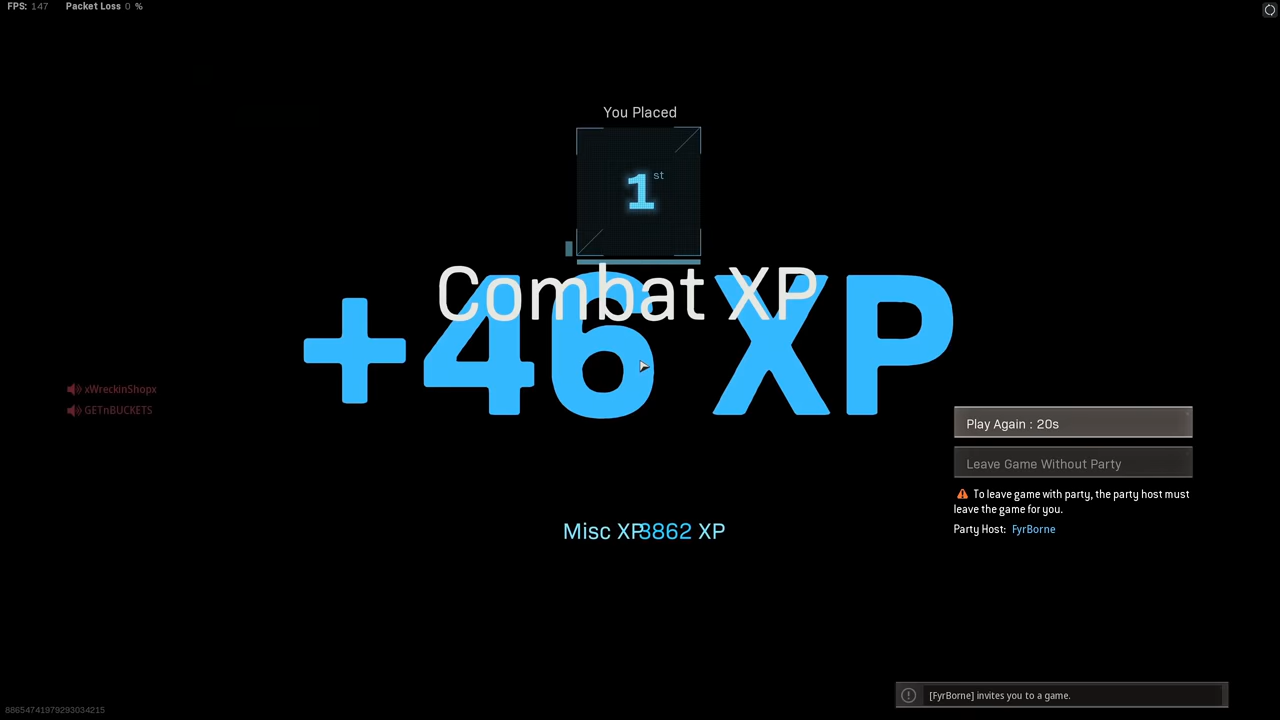 FPS: 147 Packet Loss 0 %
You Placed
1st
Combat XP
+46 XP
xWreckinShopx
GETnBUCKETS
Play Again : 20s
Leave Game Without Party
To leave game with party, the party host must
leave the game for you.
Party Host: FyrBorne
Misc XP 3862 XP
[FyrBorne] invites you to a game.
88654741979293034215